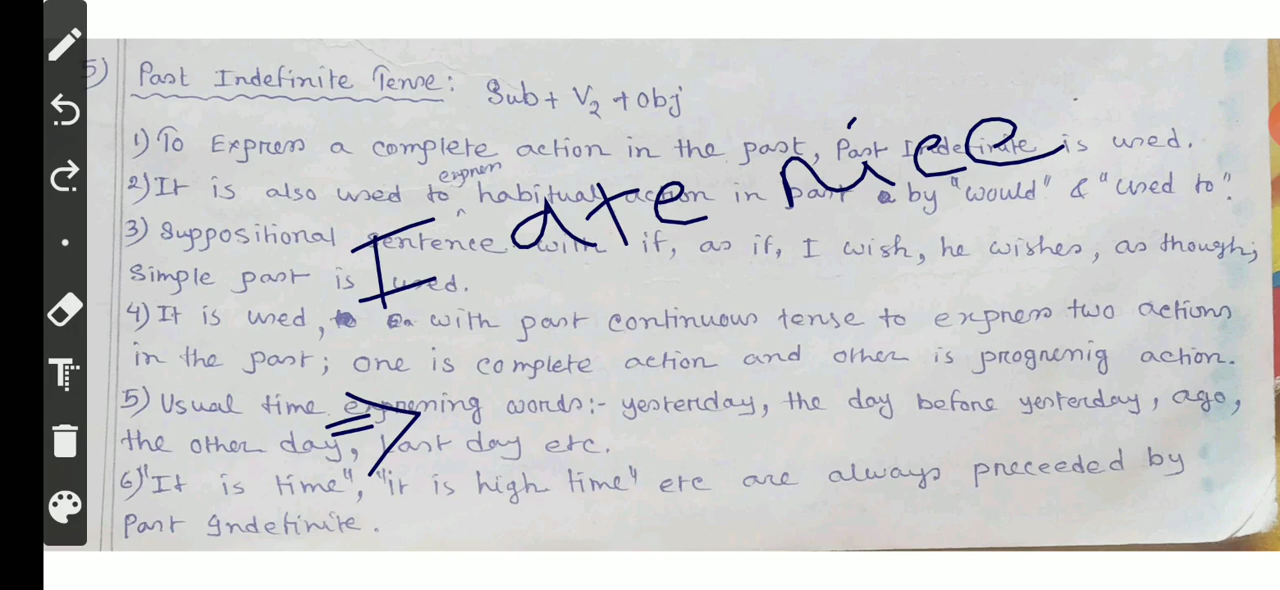 5) Past Indefinite Tense: Sub + V2 + Obj
1) To Express a complete action in the past, Past Indefinite is used.
express
2) It is also used to ^ habitual action in past by "would" & "used to".
3) Suppositional sentence with if, as if, I wish, he wishes, as though;
Simple past is used.
I ate rice
4) It is used, with past continuous tense to express two actions
in the past; one is complete action and other is progressing action.
5) Usual time expressing words:- yesterday, the day before yesterday, ago,
the other day, last day etc.
=>
6) "It is time", "it is high time" etc are always preceeded by
Past Indefinite.